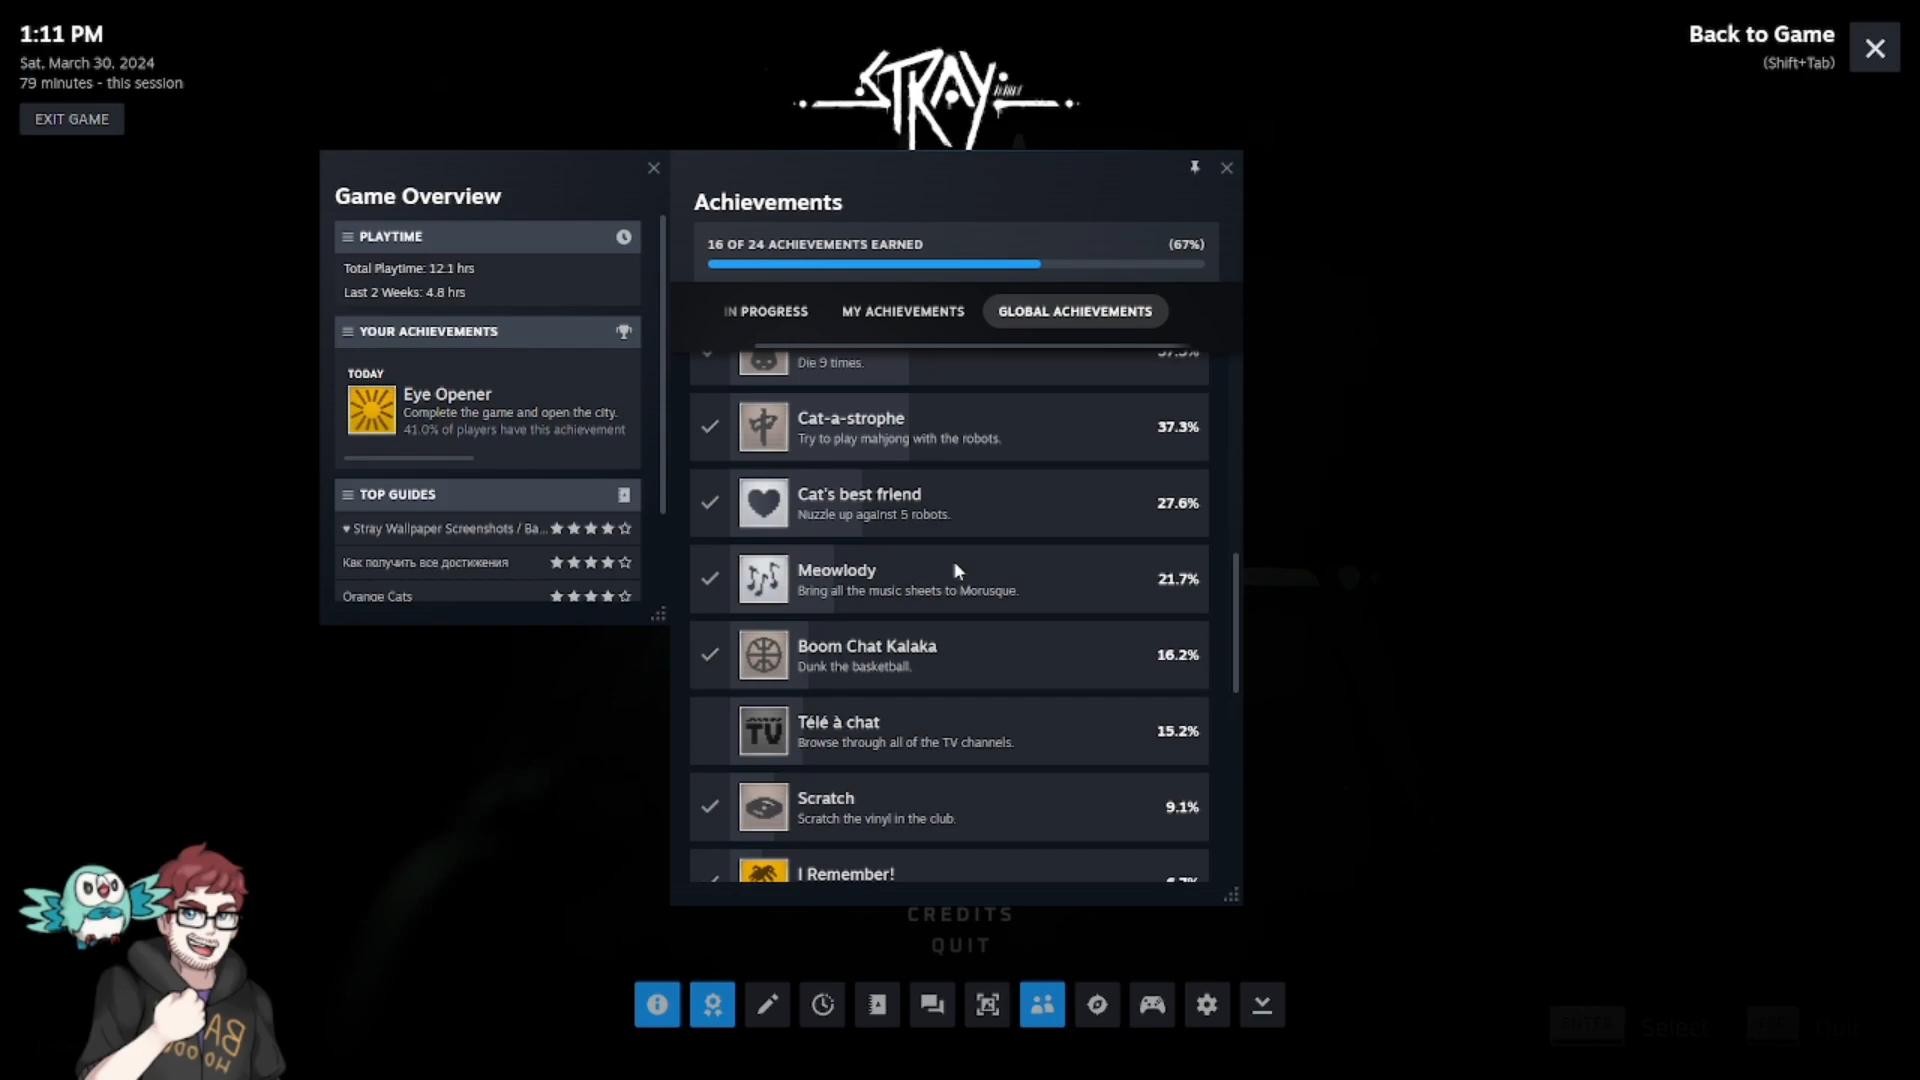 1:11 PM
Sat, March 30, 2024
79 minutes - this session
EXIT GAME
STRAY
Back to Game
(Shift+Tab)
Game Overview
PLAYTIME
Total Playtime: 12.1 hrs
Last 2 Weeks: 4.8 hrs
YOUR ACHIEVEMENTS
TODAY
Eye Opener
Complete the game and open the city.
41.0% of players have this achievement
TOP GUIDES
♥ Stray Wallpaper Screenshots / Ba...
Как получить все достижения
Orange Cats
Achievements
16 OF 24 ACHIEVEMENTS EARNED (67%)
IN PROGRESS MY ACHIEVEMENTS GLOBAL ACHIEVEMENTS
Die 9 times.
Cat-a-strophe
Try to play mahjong with the robots.
37.3%
Cat's best friend
Nuzzle up against 5 robots.
27.6%
Meowlody
Bring all the music sheets to Morusque.
21.7%
Boom Chat Kalaka
Dunk the basketball.
16.2%
TV
Télé à chat
Browse through all of the TV channels.
15.2%
Scratch
Scratch the vinyl in the club.
9.1%
I Remember!
CREDITS
QUIT
ENTER Select ESC Quit